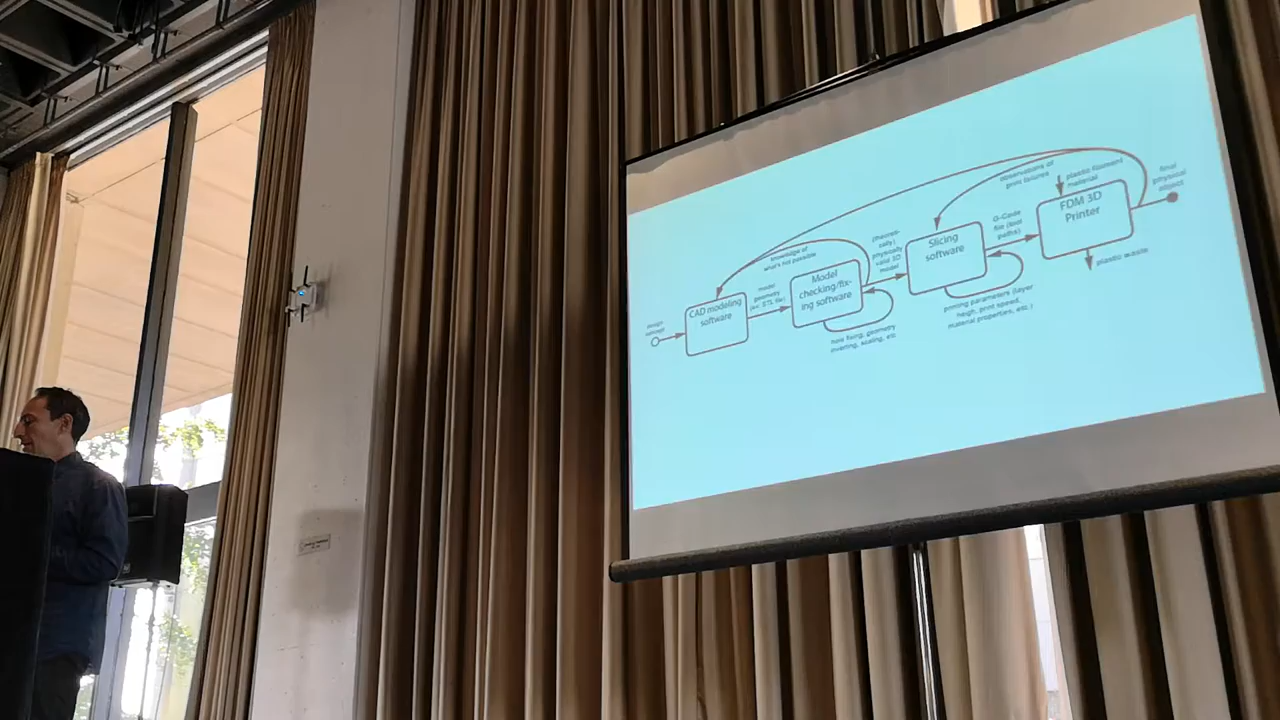 design
concept
CAD modeling
software
model
geometry
(ex. STL file)
knowledge of
what's not possible
Model
checking/fix-
ing software
hole fixing, geometry
inverting, scaling, etc
(theoreti-
cally)
physically
valid 3D
model
Slicing
software
printing parameters (layer
heigh, print speed,
material properties, etc.)
observations of
print failures
G-Code
file (tool
paths)
plastic filament
material
FDM 3D
Printer
plastic waste
final
physical
object